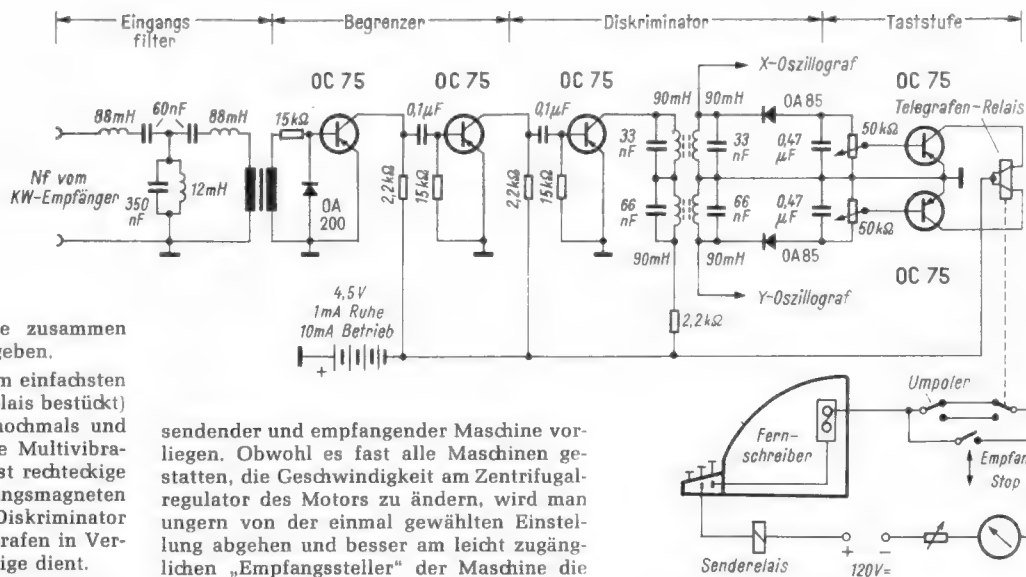 Eingangs
filter
Begrenzer
Diskriminator
Taststufe
OC 75
OC 75
OC 75
X-Oszillograf
OC 75
Telegrafen-Relais
88mH
60nF
88mH
15kΩ
0,1µF
0,1µF
90mH
90mH
0A85
50kΩ
33
nF
33
nF
0,47
µF
Nf vom
KW-Empfänger
350
nF
12mH
0A
200
2,2kΩ
15kΩ
2,2kΩ
15kΩ
66
nF
66
nF
0,47
µF
50kΩ
90mH
90mH
0A85
OC 75
Y-Oszillograf
4,5V
1mA Ruhe
10mA Betrieb
+
2,2kΩ
e zusammen
geben.
m einfachsten
elais bestückt)
nochmals und
e Multivibra-
st rechteckige
ngsmagneten
Diskriminator
rafen in Ver-
ige dient.
sendender und empfangender Maschine vor-
liegen. Obwohl es fast alle Maschinen ge-
statten, die Geschwindigkeit am Zentrifugal-
regulator des Motors zu ändern, wird man
ungern von der einmal gewählten Einstel-
lung abgehen und besser am leicht zugäng-
lichen „Empfangssteller“ der Maschine die
Umpoler
Fern-
schreiber
Empfan
Stop
Senderelais
+ −
120V=